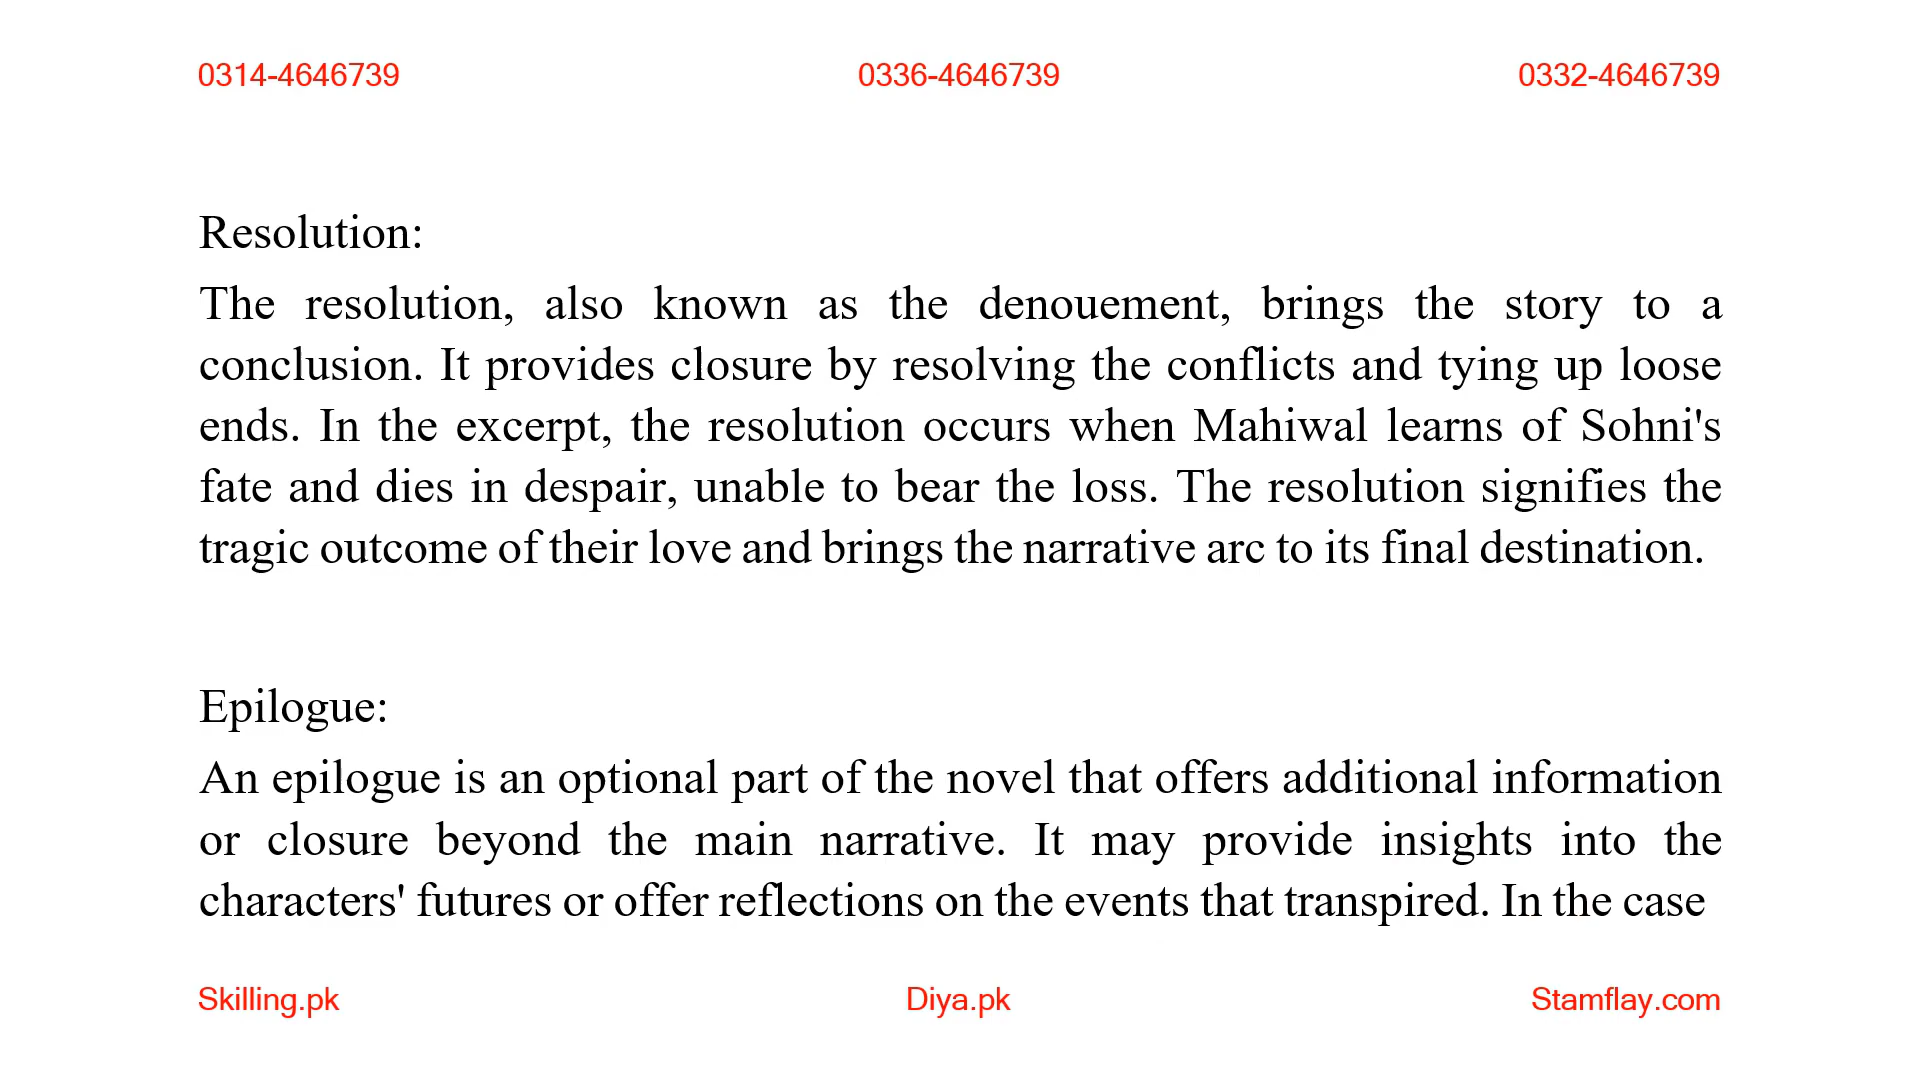 0314-4646739 0336-4646739 0332-4646739
Resolution:
The resolution, also known as the denouement, brings the story to a
conclusion. It provides closure by resolving the conflicts and tying up loose
ends. In the excerpt, the resolution occurs when Mahiwal learns of Sohni's
fate and dies in despair, unable to bear the loss. The resolution signifies the
tragic outcome of their love and brings the narrative arc to its final destination.
Epilogue:
An epilogue is an optional part of the novel that offers additional information
or closure beyond the main narrative. It may provide insights into the
characters' futures or offer reflections on the events that transpired. In the case
Skilling.pk Diya.pk Stamflay.com